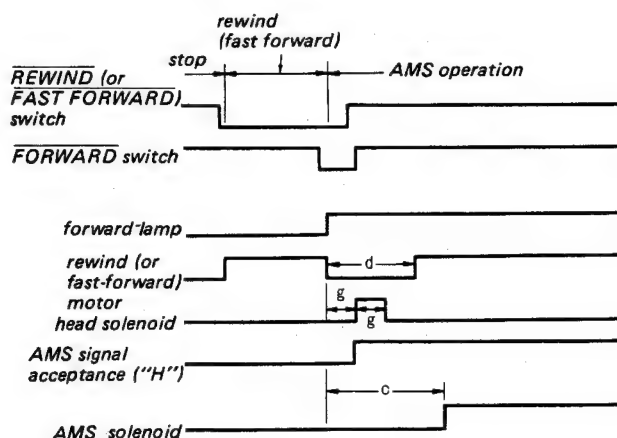 rewind
(fast forward)
stop
AMS operation
REWIND (or
FAST FORWARD)
switch
FORWARD switch
forward-lamp
rewind (or
fast-forward)
motor
d
g
g
head solenoid
AMS signal
acceptance ("H")
c
AMS solenoid